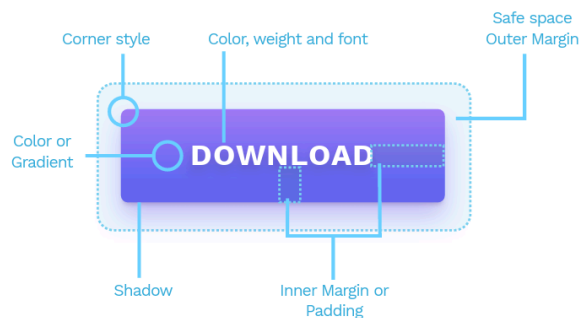 Safe space
Outer Margin
Corner style
Color, weight and font
Color or
Gradient
DOWNLOAD
Shadow
Inner Margin or
Padding